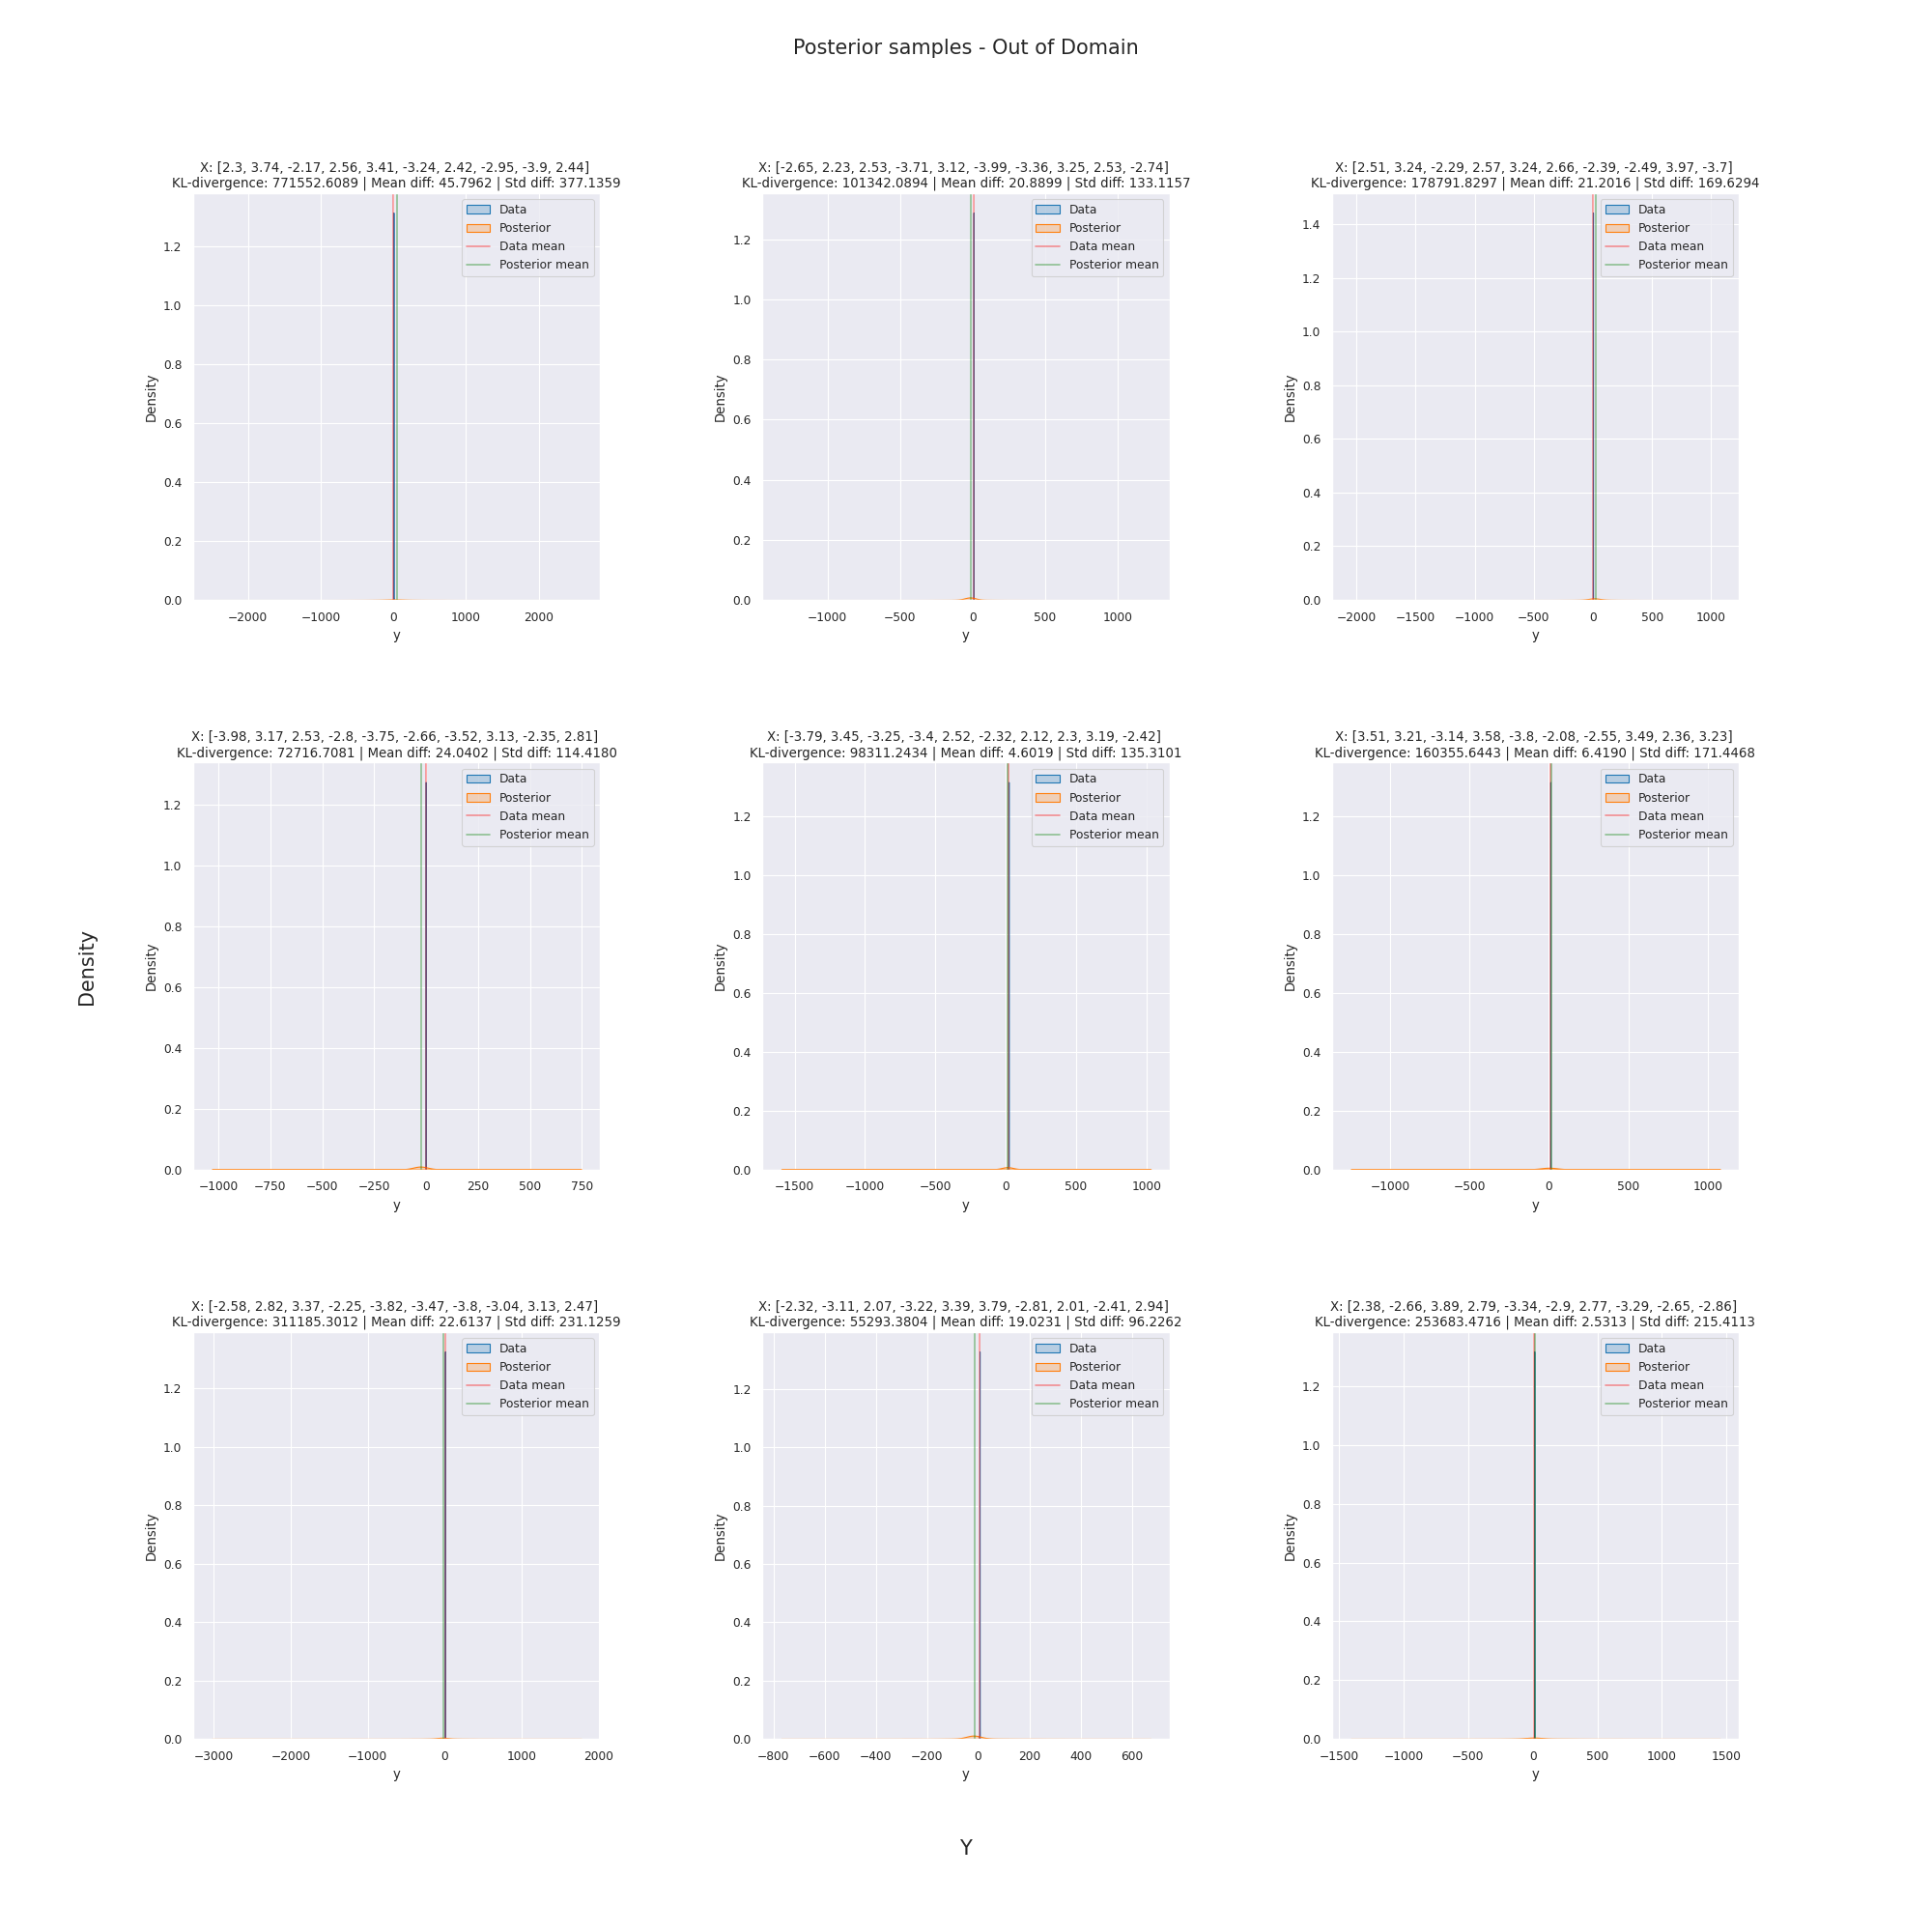 Posterior samples - Out of Domain
X: [2.3, 3.74, -2.17, 2.56, 3.41, -3.24, 2.42, -2.95, -3.9, 2.44]
KL-divergence: 771552.6089 | Mean diff: 45.7962 | Std diff: 377.1359
Data
Posterior
Data mean
Posterior mean
1.2
1.0
0.8
0.6
0.4
0.2
0.0
Density
−2000 −1000 0 1000 2000
y
X: [-2.65, 2.23, 2.53, -3.71, 3.12, -3.99, -3.36, 3.25, 2.53, -2.74]
KL-divergence: 101342.0894 | Mean diff: 20.8899 | Std diff: 133.1157
Data
Posterior
Data mean
Posterior mean
1.2
1.0
0.8
0.6
0.4
0.2
0.0
Density
−1000 −500 0 500 1000
y
X: [2.51, 3.24, -2.29, 2.57, 3.24, 2.66, -2.39, -2.49, 3.97, -3.7]
KL-divergence: 178791.8297 | Mean diff: 21.2016 | Std diff: 169.6294
Data
Posterior
Data mean
Posterior mean
1.4
1.2
1.0
0.8
0.6
0.4
0.2
0.0
Density
−2000 −1500 −1000 −500 0 500 1000
y
X: [-3.98, 3.17, 2.53, -2.8, -3.75, -2.66, -3.52, 3.13, -2.35, 2.81]
KL-divergence: 72716.7081 | Mean diff: 24.0402 | Std diff: 114.4180
Data
Posterior
Data mean
Posterior mean
1.2
1.0
0.8
0.6
0.4
0.2
0.0
Density
−1000 −750 −500 −250 0 250 500 750
y
X: [-3.79, 3.45, -3.25, -3.4, 2.52, -2.32, 2.12, 2.3, 3.19, -2.42]
KL-divergence: 98311.2434 | Mean diff: 4.6019 | Std diff: 135.3101
Data
Posterior
Data mean
Posterior mean
1.2
1.0
0.8
0.6
0.4
0.2
0.0
Density
−1500 −1000 −500 0 500 1000
y
X: [3.51, 3.21, -3.14, 3.58, -3.8, -2.08, -2.55, 3.49, 2.36, 3.23]
KL-divergence: 160355.6443 | Mean diff: 6.4190 | Std diff: 171.4468
Data
Posterior
Data mean
Posterior mean
1.2
1.0
0.8
0.6
0.4
0.2
0.0
Density
−1000 −500 0 500 1000
y
Density
X: [-2.58, 2.82, 3.37, -2.25, -3.82, -3.47, -3.8, -3.04, 3.13, 2.47]
KL-divergence: 311185.3012 | Mean diff: 22.6137 | Std diff: 231.1259
Data
Posterior
Data mean
Posterior mean
1.2
1.0
0.8
0.6
0.4
0.2
0.0
Density
−3000 −2000 −1000 0 1000 2000
y
X: [-2.32, -3.11, 2.07, -3.22, 3.39, 3.79, -2.81, 2.01, -2.41, 2.94]
KL-divergence: 55293.3804 | Mean diff: 19.0231 | Std diff: 96.2262
Data
Posterior
Data mean
Posterior mean
1.2
1.0
0.8
0.6
0.4
0.2
0.0
Density
−800 −600 −400 −200 0 200 400 600
y
X: [2.38, -2.66, 3.89, 2.79, -3.34, -2.9, 2.77, -3.29, -2.65, -2.86]
KL-divergence: 253683.4716 | Mean diff: 2.5313 | Std diff: 215.4113
Data
Posterior
Data mean
Posterior mean
1.2
1.0
0.8
0.6
0.4
0.2
0.0
Density
−1500 −1000 −500 0 500 1000 1500
y
Y